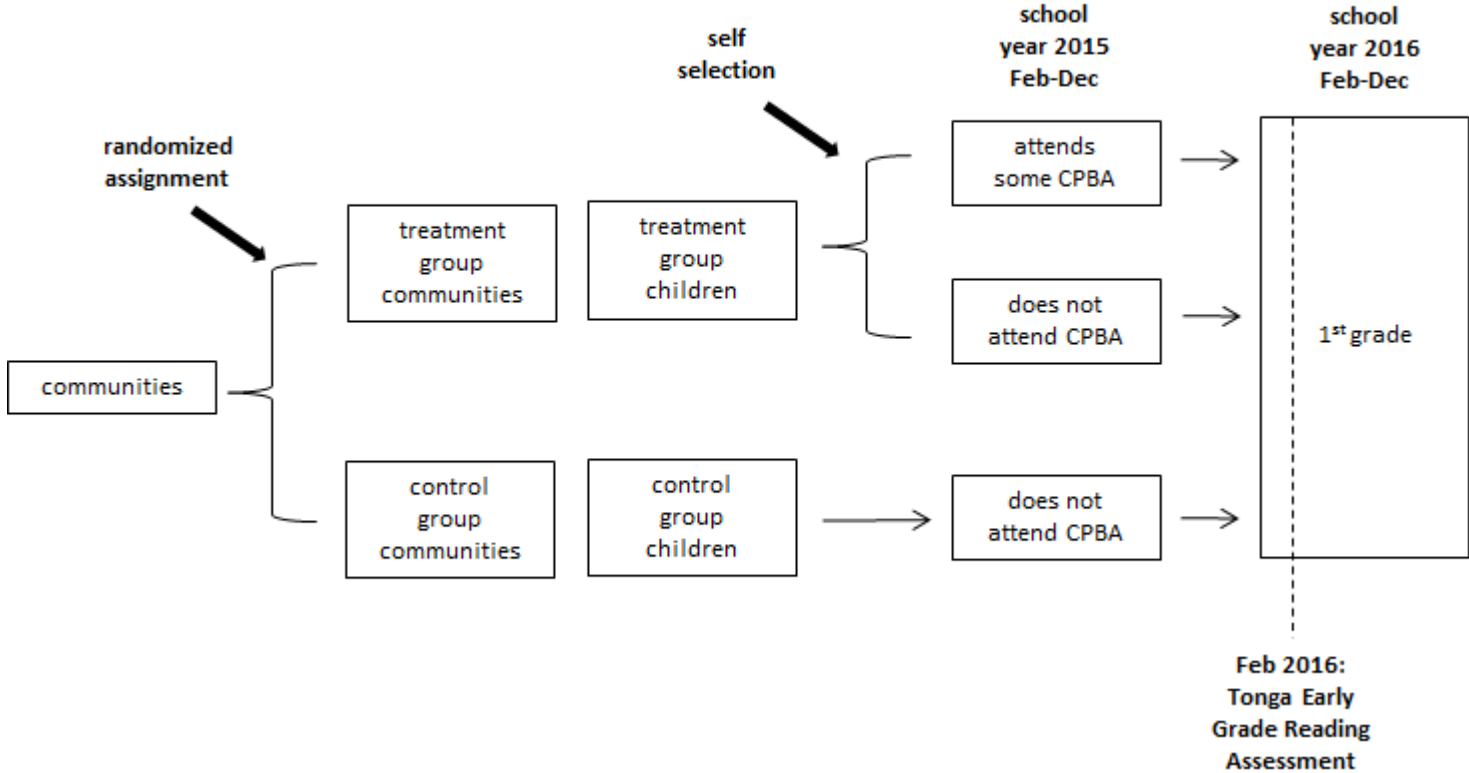 self
selection
school
year 2015
Feb-Dec
school
year 2016
Feb-Dec
randomized
assignment
attends
some CPBA
treatment
group
communities
treatment
group
children
does not
attend CPBA
1st grade
communities
control
group
communities
control
group
children
does not
attend CPBA
Feb 2016:
Tonga Early
Grade Reading
Assessment